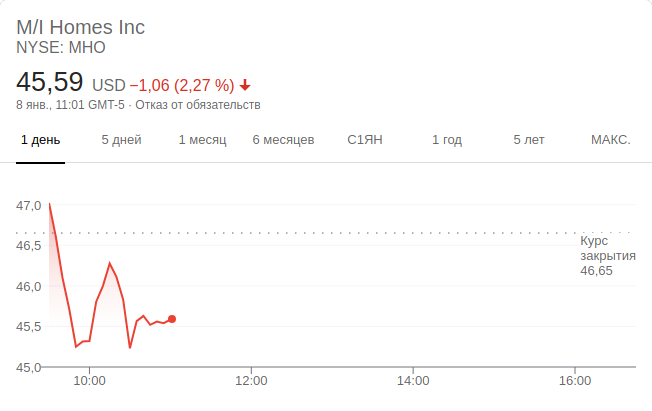 M/I Homes Inc
NYSE: MHO
45,59 USD −1,06 (2,27 %)
8 янв., 11:01 GMT-5 · Отказ от обязательств
1 день 5 дней 1 месяц 6 месяцев С1ЯН 1 год 5 лет МАКС.
47,0
46,5
46,0
45,5
45,0
Курс
закрытия
46,65
10:00 12:00 14:00 16:00